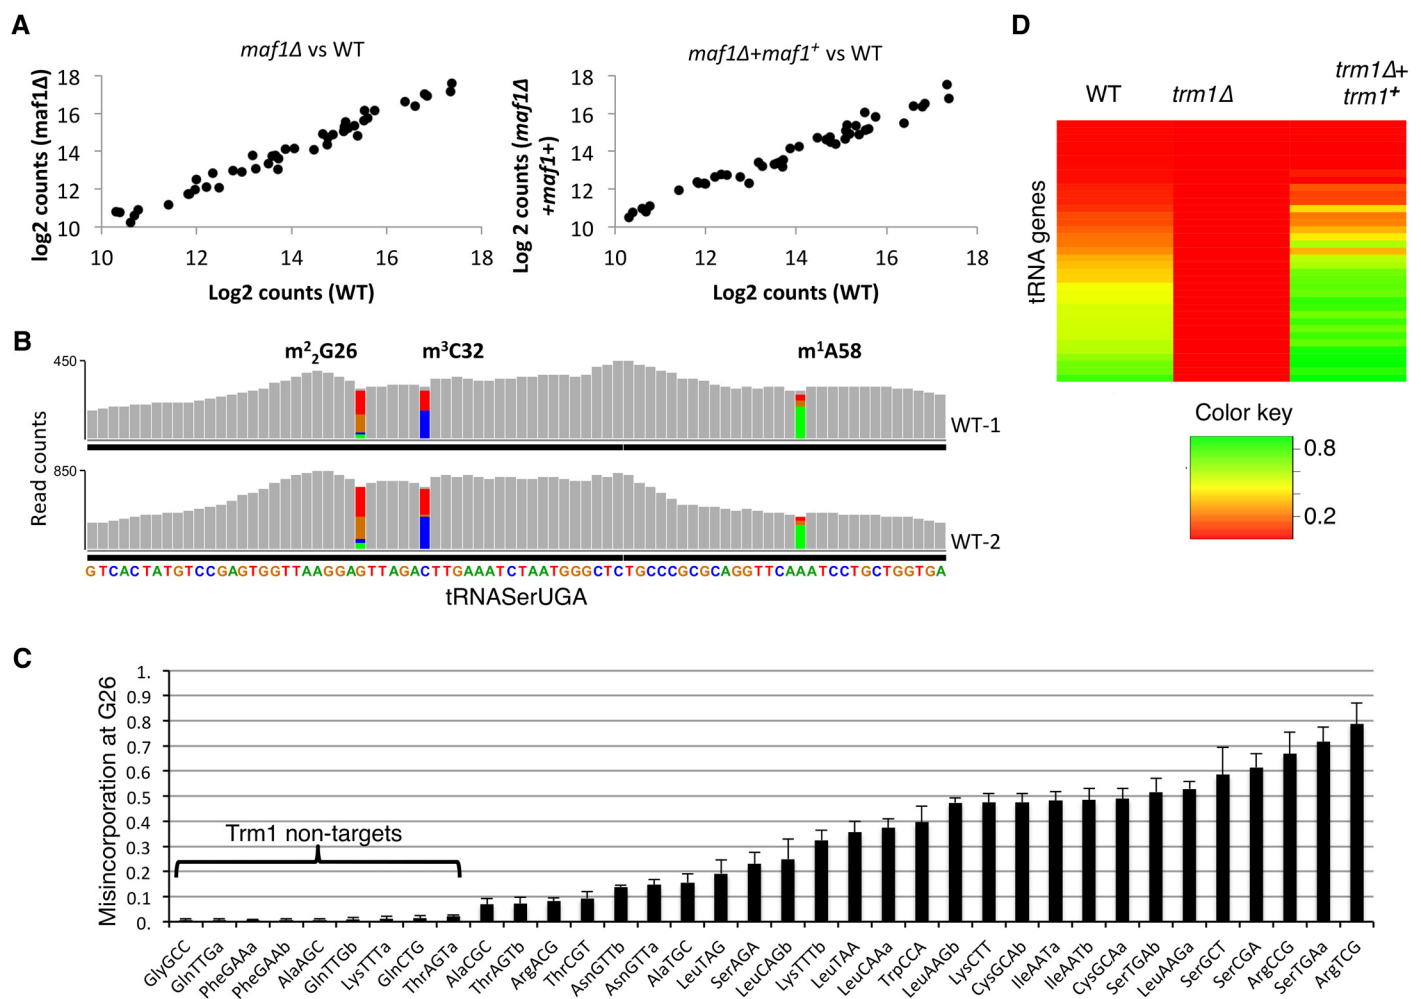 A
maf1Δ vs WT
log2 counts (maf1Δ)
18
16
14
12
10
10 12 14 16 18
Log2 counts (WT)
maf1Δ+maf1+ vs WT
Log 2 counts (maf1Δ
+maf1+)
18
16
14
12
10
10 12 14 16 18
Log2 counts (WT)
B
m²₂G26 m³C32 m¹A58
Read counts
450
WT-1
850
WT-2
GTCACTATGTCCGAGTGGTTAAGGAGTTAGACTTGAAATCTAATGGGCTCTGCCCGCGCAGGTTCAAATCCTGCTGGTGA
tRNASerUGA
C
Misincorporation at G26
1.
0.9
0.8
0.7
0.6
0.5
0.4
0.3
0.2
0.1
0.
Trm1 non-targets
GlyGCC
GlnTTGa
PheGAAa
PheGAAb
AlaAGC
GlnTTGb
LysTTTa
GlnCTG
ThrAGTa
AlaCGC
ThrAGTb
ArgACG
ThrCGT
AsnGTTb
AsnGTTa
AlaTGC
LeuTAG
SerAGA
LeuCAGb
LysTTTb
LeuTAA
LeuCAAa
TrpCCA
LeuAAGb
LysCTT
CysGCAb
IleAATa
IleAATb
CysGCAa
SerTGAb
LeuAAGa
SerGCT
SerCGA
ArgCCG
SerTGAa
ArgTCG
D
WT trm1Δ trm1Δ+
trm1+
tRNA genes
Color key
0.8
0.2